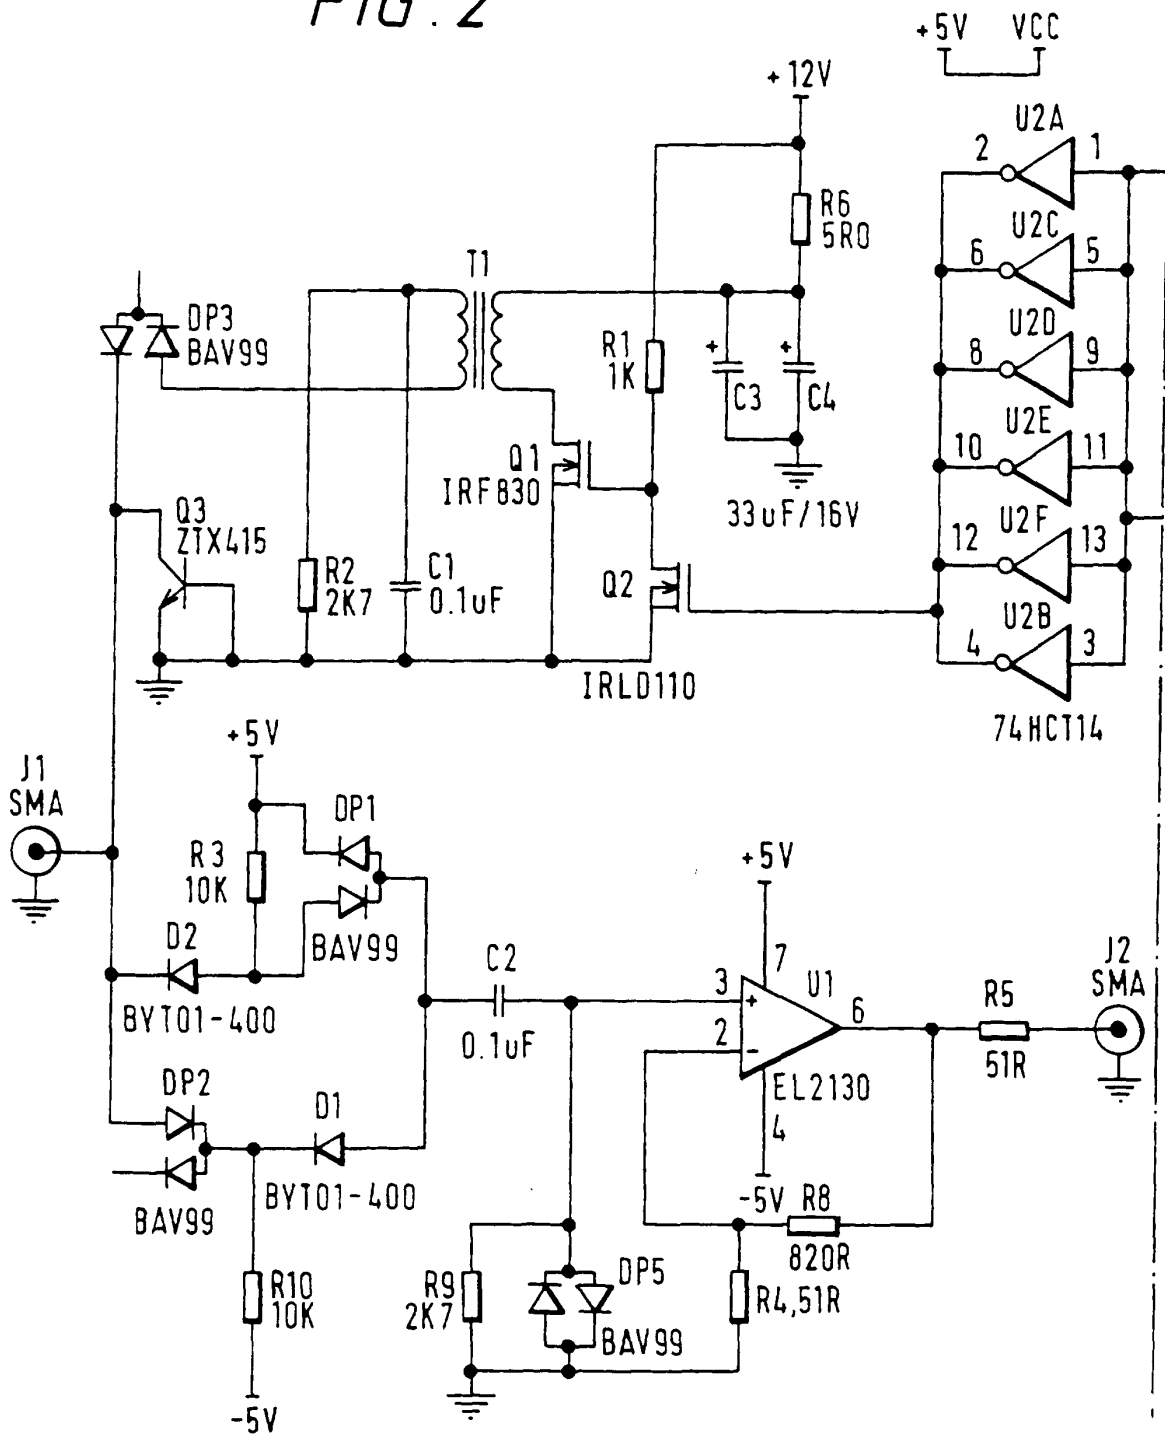 FIG. 2
+5V VCC
+12V
U2A
2 1
R6
5R0
U2C
6 5
T1
DP3
BAV99
U2D
8 9
R1
1K
C3 C4
U2E
10 11
Q1
IRF830
33uF/16V
Q3
ZTX415
U2F
12 13
R2
2K7
C1
0.1uF
Q2
U2B
4 3
IRLD110
74HCT14
+5V
J1
SMA
DP1
R3
10K
+5V
BAV99
D2
7
C2
3
U1
J2
SMA
+
R5
6
BYT01-400
0.1uF
2
-
51R
DP2
EL2130
D1
4
BYT01-400
-5V
R8
BAV99
820R
R10
10K
R9
2K7
DP5
R4,51R
BAV99
-5V
+ +